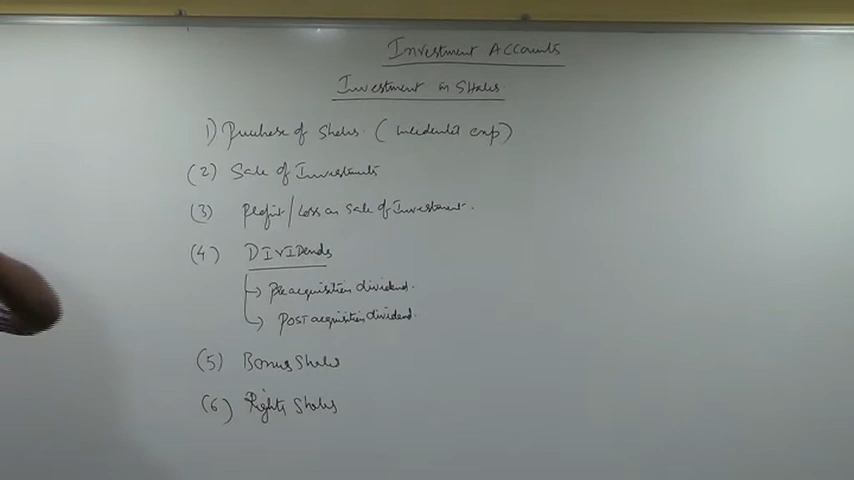 Investment Accounts
Investment in Shares
1) Purchase of Shares. (Incidental exp)
(2) Sale of Investments
(3) Profit/Loss on Sale of Investment.
(4) DIVIDends
Pre acquisition dividend.
POST acquisition dividend.
(5) Bonus Shares
(6) Rights Shares